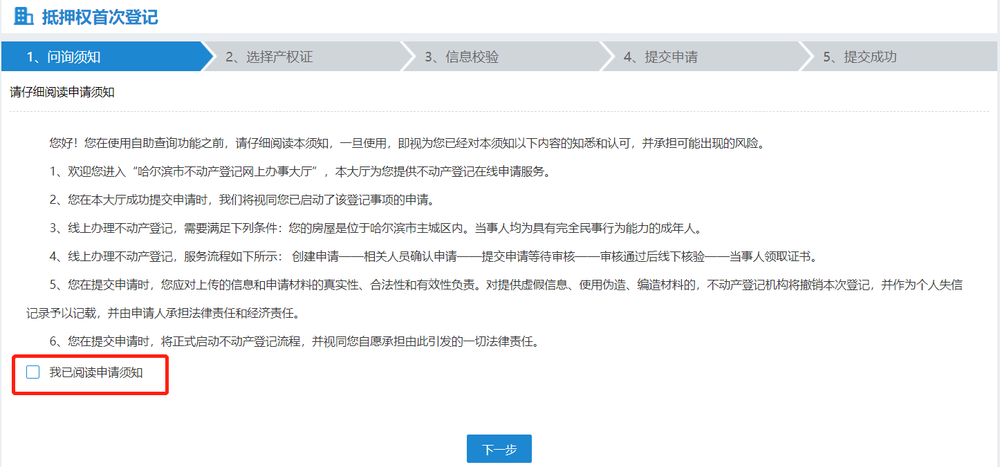 抵押权首次登记
1、问询须知
2、选择产权证
3、信息校验
4、提交申请
5、提交成功
请仔细阅读申请须知
您好！您在使用自助查询功能之前，请仔细阅读本须知，一旦使用，即视为您已经对本须知以下内容的知悉和认可，并承担可能出现的风险。
1、欢迎您进入“哈尔滨市不动产登记网上办事大厅”，本大厅为您提供不动产登记在线申请服务。
2、您在本大厅成功提交申请时，我们将视同您已启动了该登记事项的申请。
3、线上办理不动产登记，需要满足下列条件：您的房屋是位于哈尔滨市主城区内。当事人均为具有完全民事行为能力的成年人。
4、线上办理不动产登记，服务流程如下所示： 创建申请——相关人员确认申请——提交申请等待审核——审核通过后线下核验——当事人领取证书。
5、您在提交申请时，您应对上传的信息和申请材料的真实性、合法性和有效性负责。对提供虚假信息、使用伪造、编造材料的，不动产登记机构将撤销本次登记，并作为个人失信
记录予以记载，并由申请人承担法律责任和经济责任。
6、您在提交申请时，将正式启动不动产登记流程，并视同您自愿承担由此引发的一切法律责任。
我已阅读申请须知
下一步